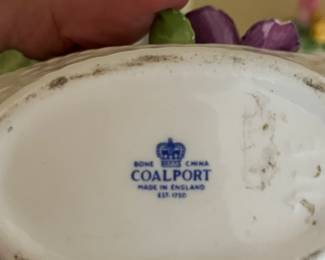 BONE CHINA
COALPORT
MADE IN ENGLAND
EST. 1750